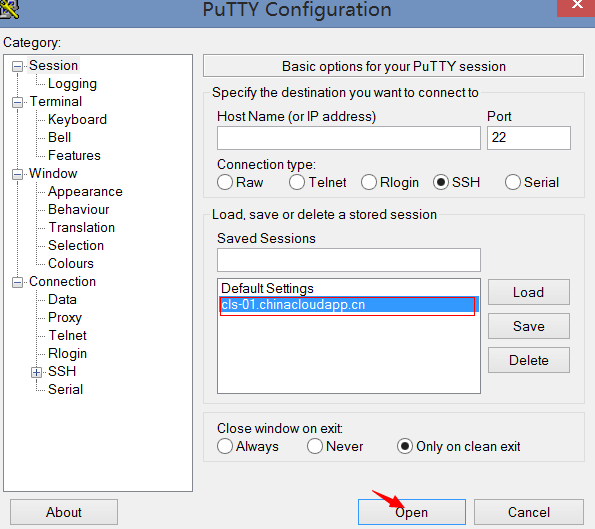 PuTTY Configuration
Category:
Session
Logging
Terminal
Keyboard
Bell
Features
Window
Appearance
Behaviour
Translation
Selection
Colours
Connection
Data
Proxy
Telnet
Rlogin
SSH
Serial
Basic options for your PuTTY session
Specify the destination you want to connect to
Host Name (or IP address) Port
22
Connection type:
Raw Telnet Rlogin SSH Serial
Load, save or delete a stored session
Saved Sessions
Default Settings
cls-01.chinacloudapp.cn
Load
Save
Delete
Close window on exit:
Always Never Only on clean exit
About Open Cancel